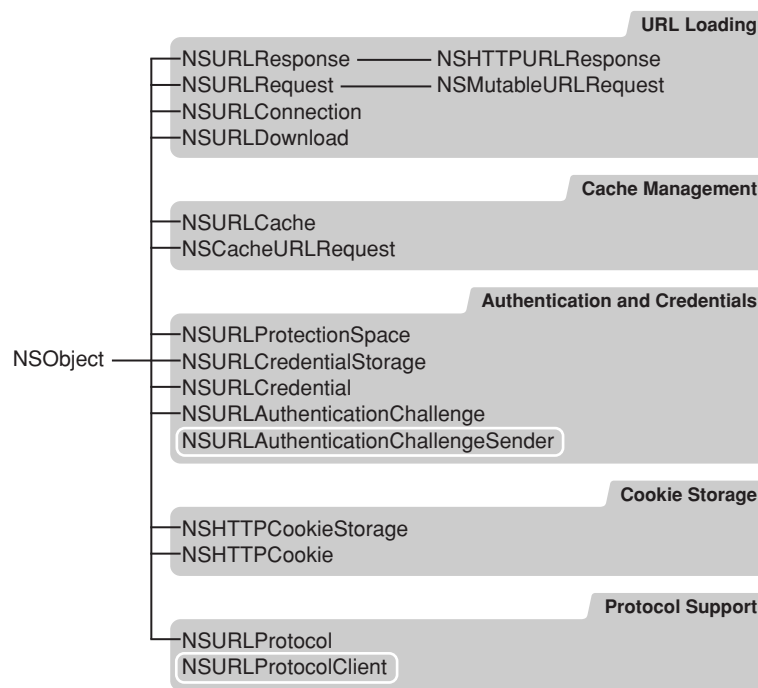 URL Loading
NSURLResponse NSHTTPURLResponse
NSURLRequest NSMutableURLRequest
NSURLConnection
NSURLDownload
Cache Management
NSURLCache
NSCacheURLRequest
Authentication and Credentials
NSURLProtectionSpace
NSObject NSURLCredentialStorage
NSURLCredential
NSURLAuthenticationChallenge
NSURLAuthenticationChallengeSender
Cookie Storage
NSHTTPCookieStorage
NSHTTPCookie
Protocol Support
NSURLProtocol
NSURLProtocolClient